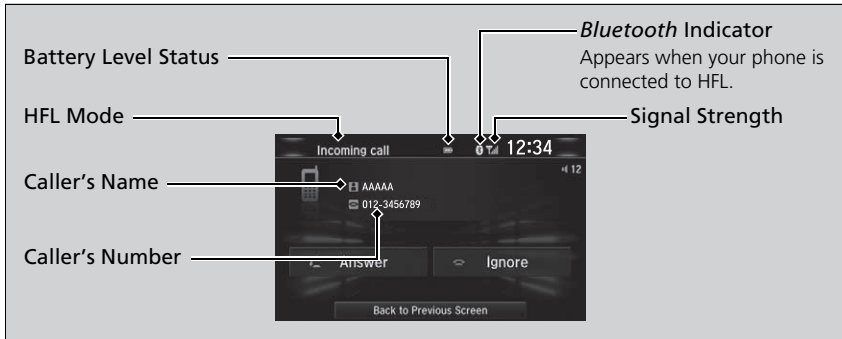 Battery Level Status
HFL Mode
Caller's Name
Caller's Number
Bluetooth Indicator
Appears when your phone is
connected to HFL.
Signal Strength
Incoming call
12:34
12
AAAAA
012-3456789
Answer
Ignore
Back to Previous Screen